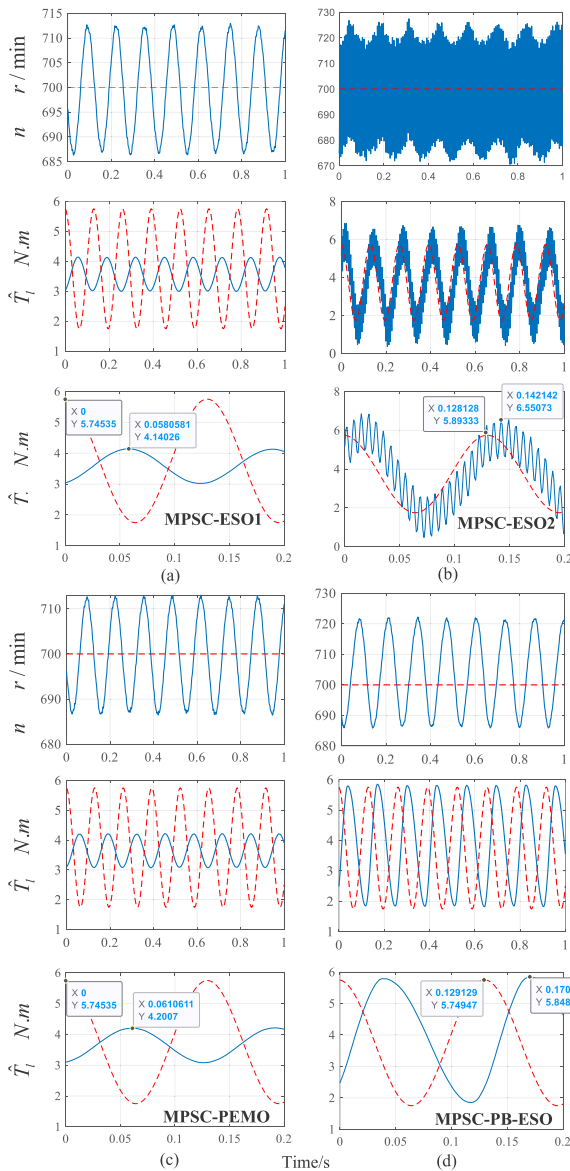 715
710
705
700
695
690
685
n r / min
0 0.2 0.4 0.6 0.8 1
730
720
710
700
690
680
670
0 0.2 0.4 0.6 0.8 1
6
5
4
3
2
1
T̂l N.m
0 0.2 0.4 0.6 0.8 1
8
6
4
2
0
0 0.2 0.4 0.6 0.8 1
6
5
4
3
2
1
T̂ N.m
X 0
Y 5.74535
X 0.0580581
Y 4.14026
MPSC-ESO1
0 0.05 0.1 0.15 0.2
(a)
8
6
4
2
0
X 0.128128
Y 5.89333
X 0.142142
Y 6.55073
MPSC-ESO2
0 0.05 0.1 0.15 0.2
(b)
710
700
690
680
n r / min
0 0.2 0.4 0.6 0.8 1
730
720
710
700
690
680
0 0.2 0.4 0.6 0.8 1
6
5
4
3
2
1
T̂l N.m
0 0.2 0.4 0.6 0.8 1
6
5
4
3
2
1
0 0.2 0.4 0.6 0.8 1
6
5
4
3
2
1
T̂l N.m
X 0
Y 5.74535
X 0.0610611
Y 4.2007
MPSC-PEMO
0 0.05 0.1 0.15 0.2
(c)
6
5
4
3
2
1
X 0.129129
Y 5.74947
X 0.170
Y 5.848
MPSC-PB-ESO
0 0.05 0.1 0.15 0.2
(d)
Time/s